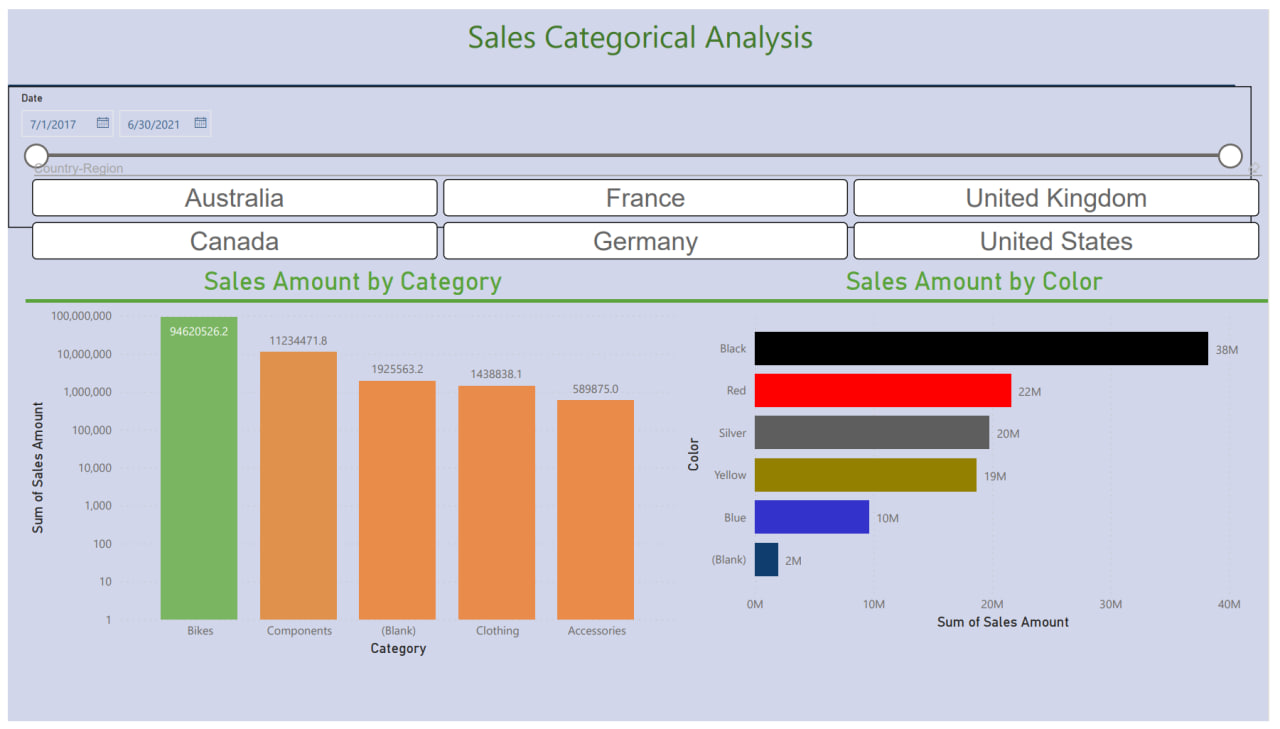 Sales Categorical Analysis
Date
7/1/2017 6/30/2021
Country-Region
Australia France United Kingdom
Canada Germany United States
Sales Amount by Category
Sum of Sales Amount
100,000,000
10,000,000
1,000,000
100,000
10,000
1,000
100
10
1
94620526.2
11234471.8
1925563.2
1438838.1
589875.0
Bikes Components (Blank) Clothing Accessories
Category
Sales Amount by Color
Color
Black 38M
Red 22M
Silver 20M
Yellow 19M
Blue 10M
(Blank) 2M
0M 10M 20M 30M 40M
Sum of Sales Amount